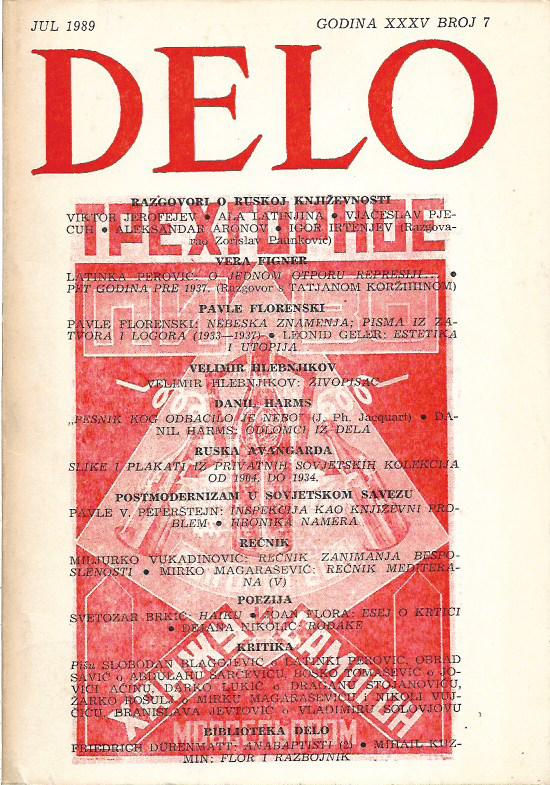 JUL 1989
GODINA XXXV BROJ 7
DELO
ТРЕХГОРНОЕ
ПИВО
RAZGOVORI O RUSKOJ KNJIŽEVNOSTI
VIKTOR JEROFEJEV ● ALA LATINJINA ● VJAČESLAV PJE-
CUH ● ALEKSANDAR ARONOV ● IGOR IRTENJEV (Razgova-
rao Zorislav Paunković)
VERA FIGNER
LATINKA PEROVIĆ: O JEDNOM OTPORU REPRESIJI... ●
PET GODINA PRE 1937. (Razgovor s TATJANOM KORŽIHINOM)
PAVLE FLORENSKI
PAVLE FLORENSKI: NEBESKA ZNAMENJA; PISMA IZ ZA-
TVORA I LOGORA (1933—1937) ● LEONID GELER: ESTETIKA
I UTOPIJA
VELIMIR HLEBNJIKOV
VELIMIR HLEBNJIKOV: ŽIVOPISAC
DANIL HARMS
„PESNIK KOG ODBACILO JE NEBO" (J. Ph. Jacquart) ● DA-
NIL HARMS: ODLOMCI IZ DELA
RUSKA AVANGARDA
SLIKE I PLAKATI IZ PRIVATNIH SOVJETSKIH KOLEKCIJA
OD 1904. DO 1934.
POSTMODERNIZAM U SOVJETSKOM SAVEZU
PAVLE V. PEPERŠTEJN: INSPEKCIJA KAO KNJIŽEVNI PRO-
BLEM ● HRONIKA NAMERA
REČNIK
MILJURKO VUKADINOVIĆ: REČNIK ZANIMANJA BESPO-
SLENOSTI ● MIRKO MAGARAŠEVIĆ: REČNIK MEDITERA-
NA (V)
POEZIJA
SVETOZAR BRKIĆ: HAIKU ● JOAN FLORA: ESEJ O KRTICI
● DEJANA NIKOLIĆ: ROĐAKE
KRITIKA
Pišu SLOBODAN BLAGOJEVIĆ o LATINKI PEROVIĆ, OBRAD
SAVIĆ o ABDULAHU ŠARČEVIĆU, BOŠKO TOMAŠEVIĆ o JO-
VICI AĆINU, DARKO LUKIĆ o DRAGANU STOJANOVIĆU,
ŽARKO ROŠULJ o MIRKU MAGARAŠEVIĆU I NIKOLI VUJ-
ČIĆU, BRANISLAVA JEVTOVIĆ o VLADIMIRU SOLOVJOVU
МОССЕЛЬПРОМ
BIBLIOTEKA DELO
FRIEDRICH DÜRENMATT: ANABAPTISTI (2) ● MIHAIL KUZ-
MIN: FLOR I RAZBOJNIK